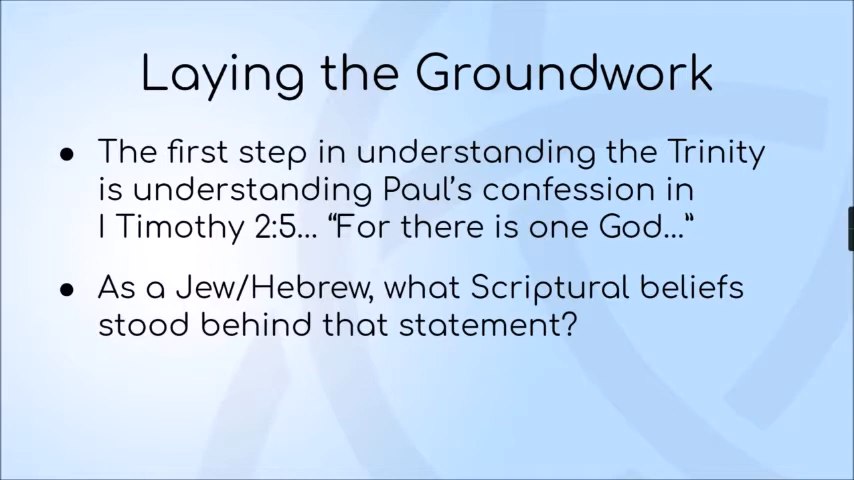 Laying the Groundwork
● The first step in understanding the Trinity
is understanding Paul's confession in
I Timothy 2:5... “For there is one God...”
● As a Jew/Hebrew, what Scriptural beliefs
stood behind that statement?